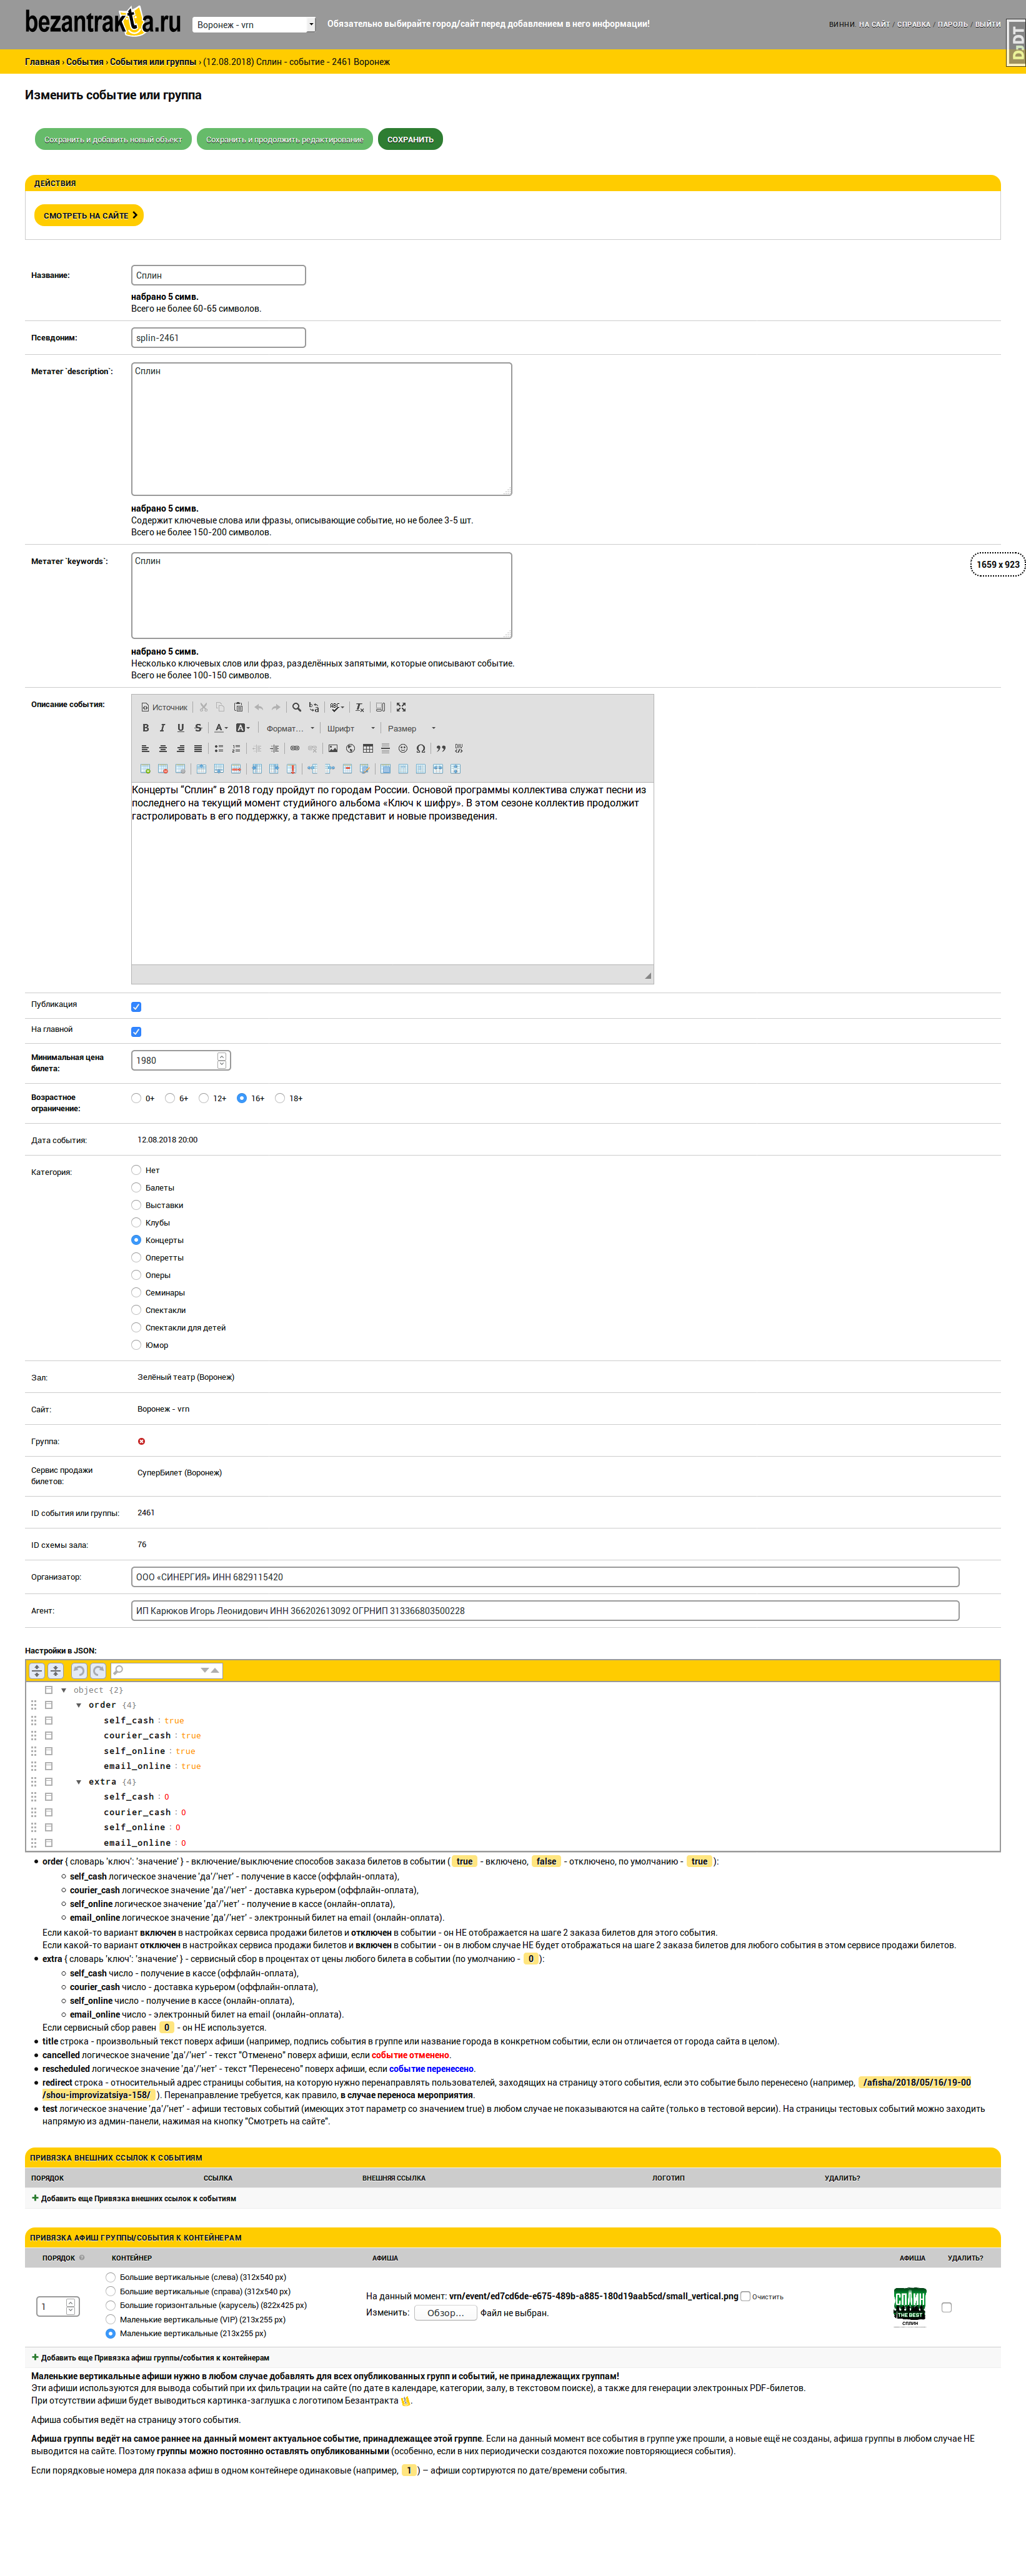 bezantrakta.ru
Воронеж - vrn
Обязательно выбирайте город/сайт перед добавлением в него информации!
ВИННИ НА САЙТ / СПРАВКА / ПАРОЛЬ / ВЫЙТИ
DjDT
Главная › События › События или группы › (12.08.2018) Сплин - событие - 2461 Воронеж
Изменить событие или группа
Сохранить и добавить новый объект
Сохранить и продолжить редактирование
СОХРАНИТЬ
ДЕЙСТВИЯ
СМОТРЕТЬ НА САЙТЕ
Название:
Сплин
набрано 5 симв.
Всего не более 60-65 символов.
Псевдоним:
splin-2461
Метатег `description`:
Сплин
набрано 5 симв.
Содержит ключевые слова или фразы, описывающие событие, но не более 3-5 шт.
Всего не более 150-200 символов.
Метатег `keywords`:
Сплин
1659 x 923
набрано 5 симв.
Несколько ключевых слов или фраз, разделённых запятыми, которые описывают событие.
Всего не более 100-150 символов.
Описание события:
Источник
Формат...
Шрифт
Размер
Концерты "Сплин" в 2018 году пройдут по городам России. Основой программы коллектива служат песни из
последнего на текущий момент студийного альбома «Ключ к шифру». В этом сезоне коллектив продолжит
гастролировать в его поддержку, а также представит и новые произведения.
Публикация
На главной
Минимальная цена
билета:
1980
Возрастное
ограничение:
0+ 6+ 12+ 16+ 18+
Дата события:
12.08.2018 20:00
Категория:
Нет
Балеты
Выставки
Клубы
Концерты
Оперетты
Оперы
Семинары
Спектакли
Спектакли для детей
Юмор
Зал:
Зелёный театр (Воронеж)
Сайт:
Воронеж - vrn
Группа:
Сервис продажи
билетов:
СуперБилет (Воронеж)
ID события или группы:
2461
ID схемы зала:
76
Организатор:
ООО «СИНЕРГИЯ» ИНН 6829115420
Агент:
ИП Карюков Игорь Леонидович ИНН 366202613092 ОГРНИП 313366803500228
Настройки в JSON:
object {2}
order {4}
self_cash : true
courier_cash : true
self_online : true
email_online : true
extra {4}
self_cash : 0
courier_cash : 0
self_online : 0
email_online : 0
order { словарь 'ключ': 'значение' } - включение/выключение способов заказа билетов в событии ( true - включено, false - отключено, по умолчанию - true ):
self_cash логическое значение 'да'/'нет' - получение в кассе (оффлайн-оплата),
courier_cash логическое значение 'да'/'нет' - доставка курьером (оффлайн-оплата),
self_online логическое значение 'да'/'нет' - получение в кассе (онлайн-оплата),
email_online логическое значение 'да'/'нет' - электронный билет на email (онлайн-оплата).
Если какой-то вариант включен в настройках сервиса продажи билетов и отключен в событии - он НЕ отображается на шаге 2 заказа билетов для этого события.
Если какой-то вариант отключен в настройках сервиса продажи билетов и включен в событии - он в любом случае НЕ будет отображаться на шаге 2 заказа билетов для любого события в этом сервисе продажи билетов.
extra { словарь 'ключ': 'значение' } - сервисный сбор в процентах от цены любого билета в событии (по умолчанию - 0 ):
self_cash число - получение в кассе (оффлайн-оплата),
courier_cash число - доставка курьером (оффлайн-оплата),
self_online число - получение в кассе (онлайн-оплата),
email_online число - электронный билет на email (онлайн-оплата).
Если сервисный сбор равен 0 - он НЕ используется.
title строка - произвольный текст поверх афиши (например, подпись события в группе или название города в конкретном событии, если он отличается от города сайта в целом).
cancelled логическое значение 'да'/'нет' - текст "Отменено" поверх афиши, если событие отменено.
rescheduled логическое значение 'да'/'нет' - текст "Перенесено" поверх афиши, если событие перенесено.
redirect строка - относительный адрес страницы события, на которую нужно перенаправлять пользователей, заходящих на страницу этого события, если это событие было перенесено (например, /afisha/2018/05/16/19-00
/shou-improvizatsiya-158/ ). Перенаправление требуется, как правило, в случае переноса мероприятия.
test логическое значение 'да'/'нет' - афиши тестовых событий (имеющих этот параметр со значением true) в любом случае не показываются на сайте (только в тестовой версии). На страницы тестовых событий можно заходить
напрямую из админ-панели, нажимая на кнопку "Смотреть на сайте".
ПРИВЯЗКА ВНЕШНИХ ССЫЛОК К СОБЫТИЯМ
ПОРЯДОК ССЫЛКА ВНЕШНЯЯ ССЫЛКА ЛОГОТИП УДАЛИТЬ?
Добавить еще Привязка внешних ссылок к событиям
ПРИВЯЗКА АФИШ ГРУППЫ/СОБЫТИЯ К КОНТЕЙНЕРАМ
ПОРЯДОК КОНТЕЙНЕР АФИША АФИША УДАЛИТЬ?
1
Большие вертикальные (слева) (312x540 px)
Большие вертикальные (справа) (312x540 px)
Большие горизонтальные (карусель) (822x425 px)
Маленькие вертикальные (VIP) (213x255 px)
Маленькие вертикальные (213x255 px)
На данный момент: vrn/event/ed7cd6de-e675-489b-a885-180d19aab5cd/small_vertical.png Очистить
Изменить: Обзор... Файл не выбран.
СПЛИН
THE BEST
СПЛИН
Добавить еще Привязка афиш группы/события к контейнерам
Маленькие вертикальные афиши нужно в любом случае добавлять для всех опубликованных групп и событий, не принадлежащих группам!
Эти афиши используются для вывода событий при их фильтрации на сайте (по дате в календаре, категории, залу, в текстовом поиске), а также для генерации электронных PDF-билетов.
При отсутствии афиши будет выводиться картинка-заглушка с логотипом Безантракта .
Афиша события ведёт на страницу этого события.
Афиша группы ведёт на самое раннее на данный момент актуальное событие, принадлежащее этой группе. Если на данный момент все события в группе уже прошли, а новые ещё не созданы, афиша группы в любом случае НЕ
выводится на сайте. Поэтому группы можно постоянно оставлять опубликованными (особенно, если в них периодически создаются похожие повторяющиеся события).
Если порядковые номера для показа афиш в одном контейнере одинаковые (например, 1 ) – афиши сортируются по дате/времени события.